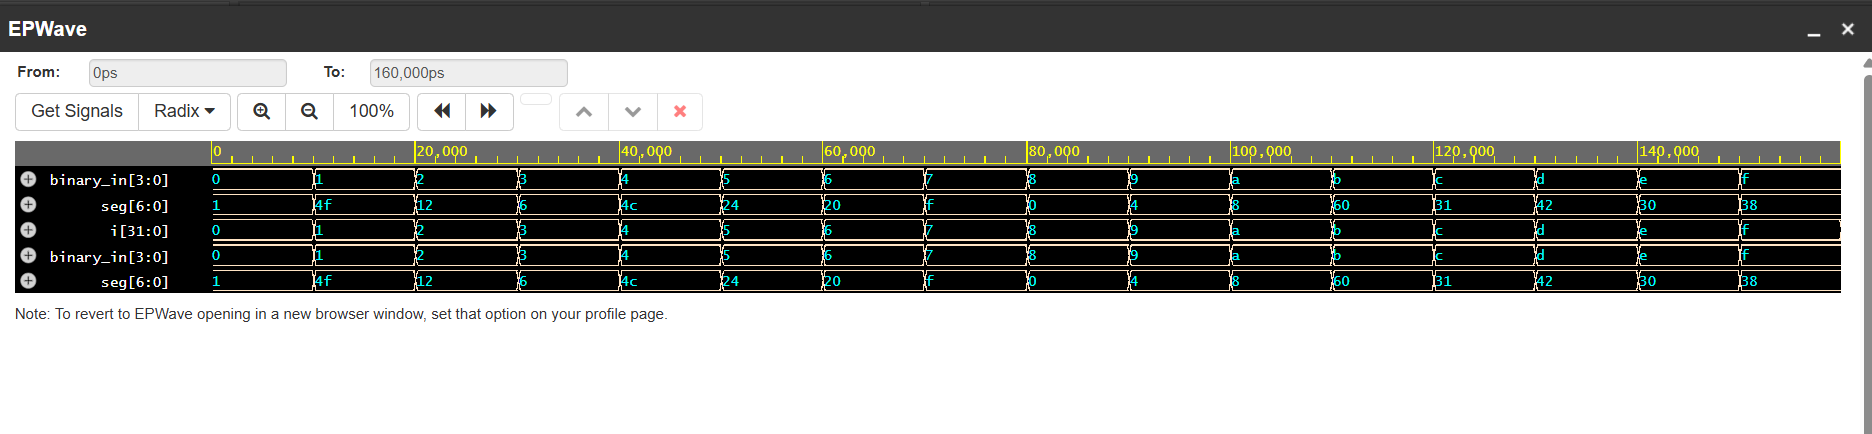 EPWave
From: 0ps To: 160,000ps
Get Signals Radix 100%
0 20,000 40,000 60,000 80,000 100,000 120,000 140,000
binary_in[3:0] 0 1 2 3 4 5 6 7 8 9 a b c d e f
seg[6:0] 1 4f 12 6 4c 24 20 f 0 4 8 60 31 42 30 38
i[31:0] 0 1 2 3 4 5 6 7 8 9 a b c d e f
binary_in[3:0] 0 1 2 3 4 5 6 7 8 9 a b c d e f
seg[6:0] 1 4f 12 6 4c 24 20 f 0 4 8 60 31 42 30 38
Note: To revert to EPWave opening in a new browser window, set that option on your profile page.